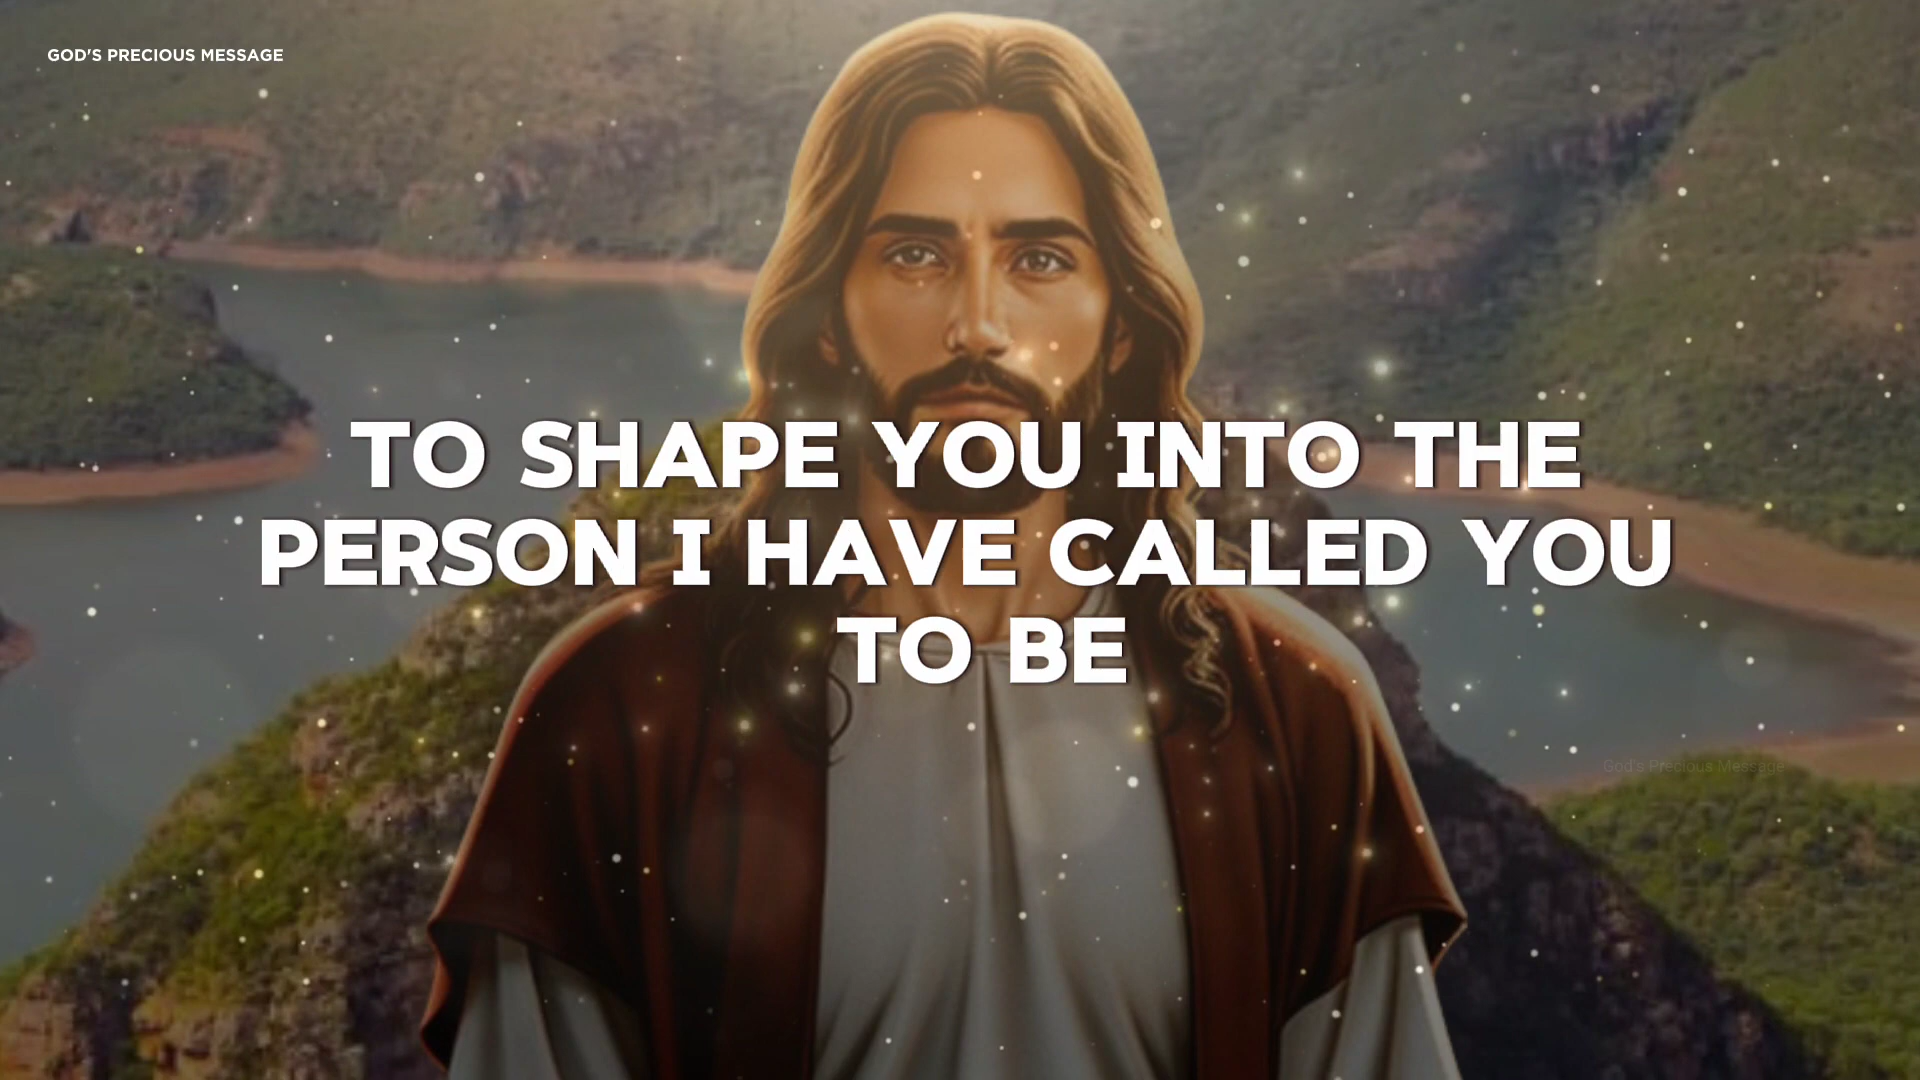 GOD'S PRECIOUS MESSAGE
TO SHAPE YOU INTO THE
PERSON I HAVE CALLED YOU
TO BE
God's Precious Message